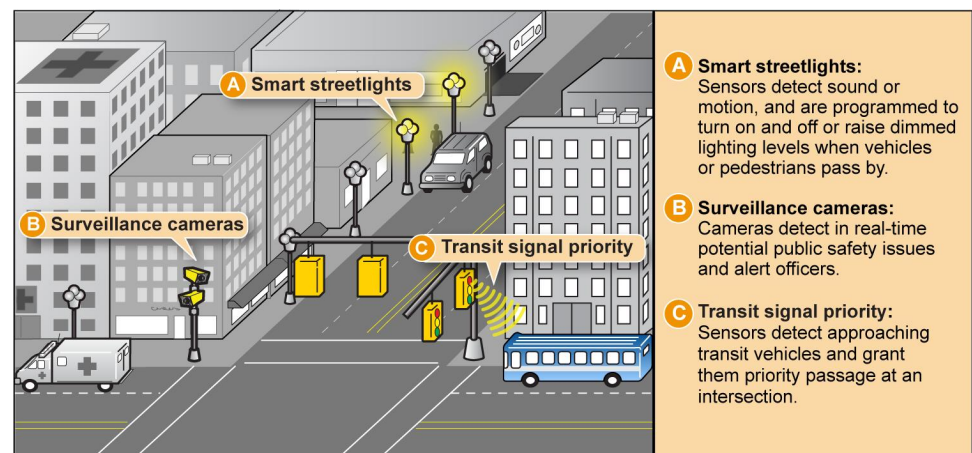 A Smart streetlights
B Surveillance cameras
C Transit signal priority
A Smart streetlights:
Sensors detect sound or
motion, and are programmed to
turn on and off or raise dimmed
lighting levels when vehicles
or pedestrians pass by.
B Surveillance cameras:
Cameras detect in real-time
potential public safety issues
and alert officers.
C Transit signal priority:
Sensors detect approaching
transit vehicles and grant
them priority passage at an
intersection.